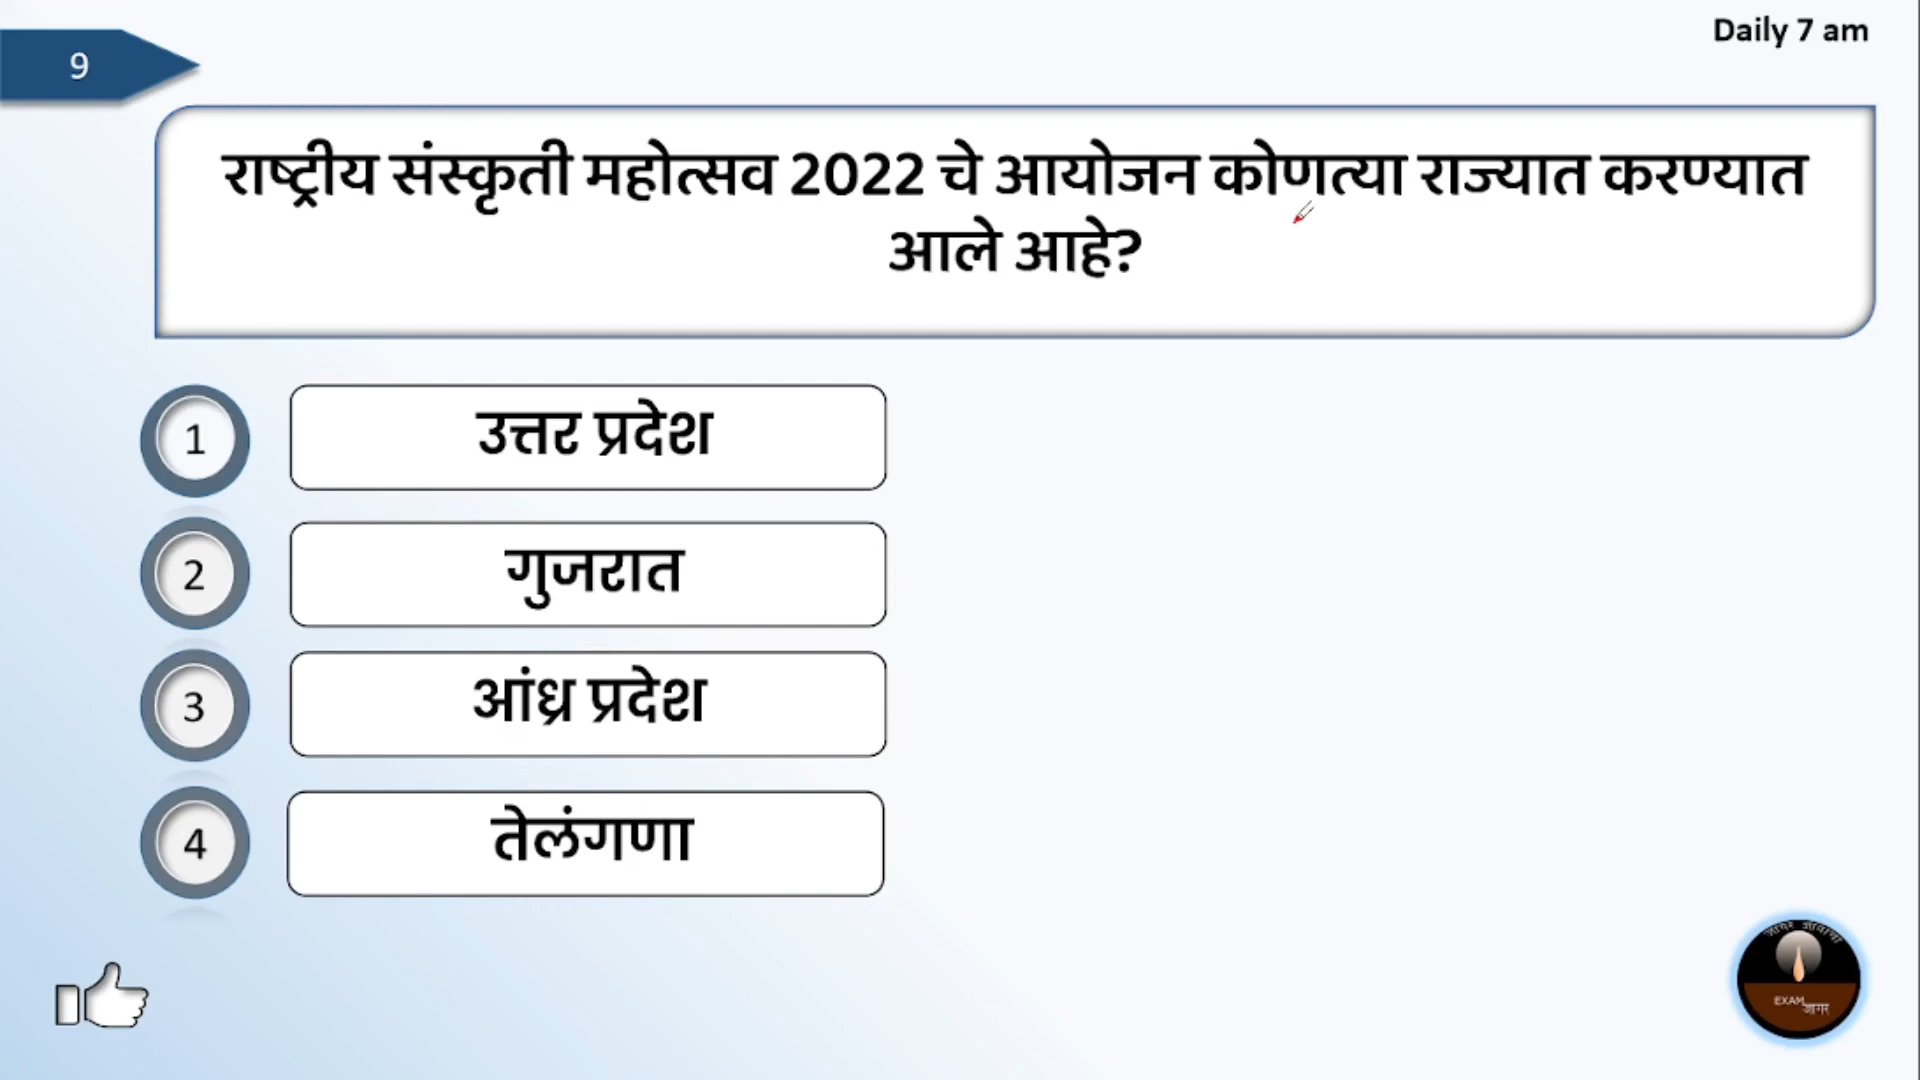 Daily 7 am
9
राष्ट्रीय संस्कृती महोत्सव 2022 चे आयोजन कोणत्या राज्यात करण्यात
आले आहे?
1
उत्तर प्रदेश
2
गुजरात
3
आंध्र प्रदेश
4
तेलंगणा
EXAM
जागर